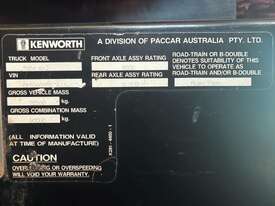 KENWORTH
A DIVISION OF PACCAR AUSTRALIA PTY. LTD.
TRUCK MODEL
FRONT AXLE ASSY RATING
ROAD-TRAIN OR B-DOUBLE
DENOTES SUITABILITY OF THIS
VEHICLE TO OPERATE AS
VIN
REAR AXLE ASSY RATING
ROAD-TRAIN AND/OR B-DOUBLE
GROSS VEHICLE MASS
kg.
GROSS COMBINATION MASS
kg.
(ALL INFORMATION VALID
AT TIME OF MANUFACTURE)
CAUTION
OVERLOADING OR OVERSPEEDING
WILL VOID WARRANTY.